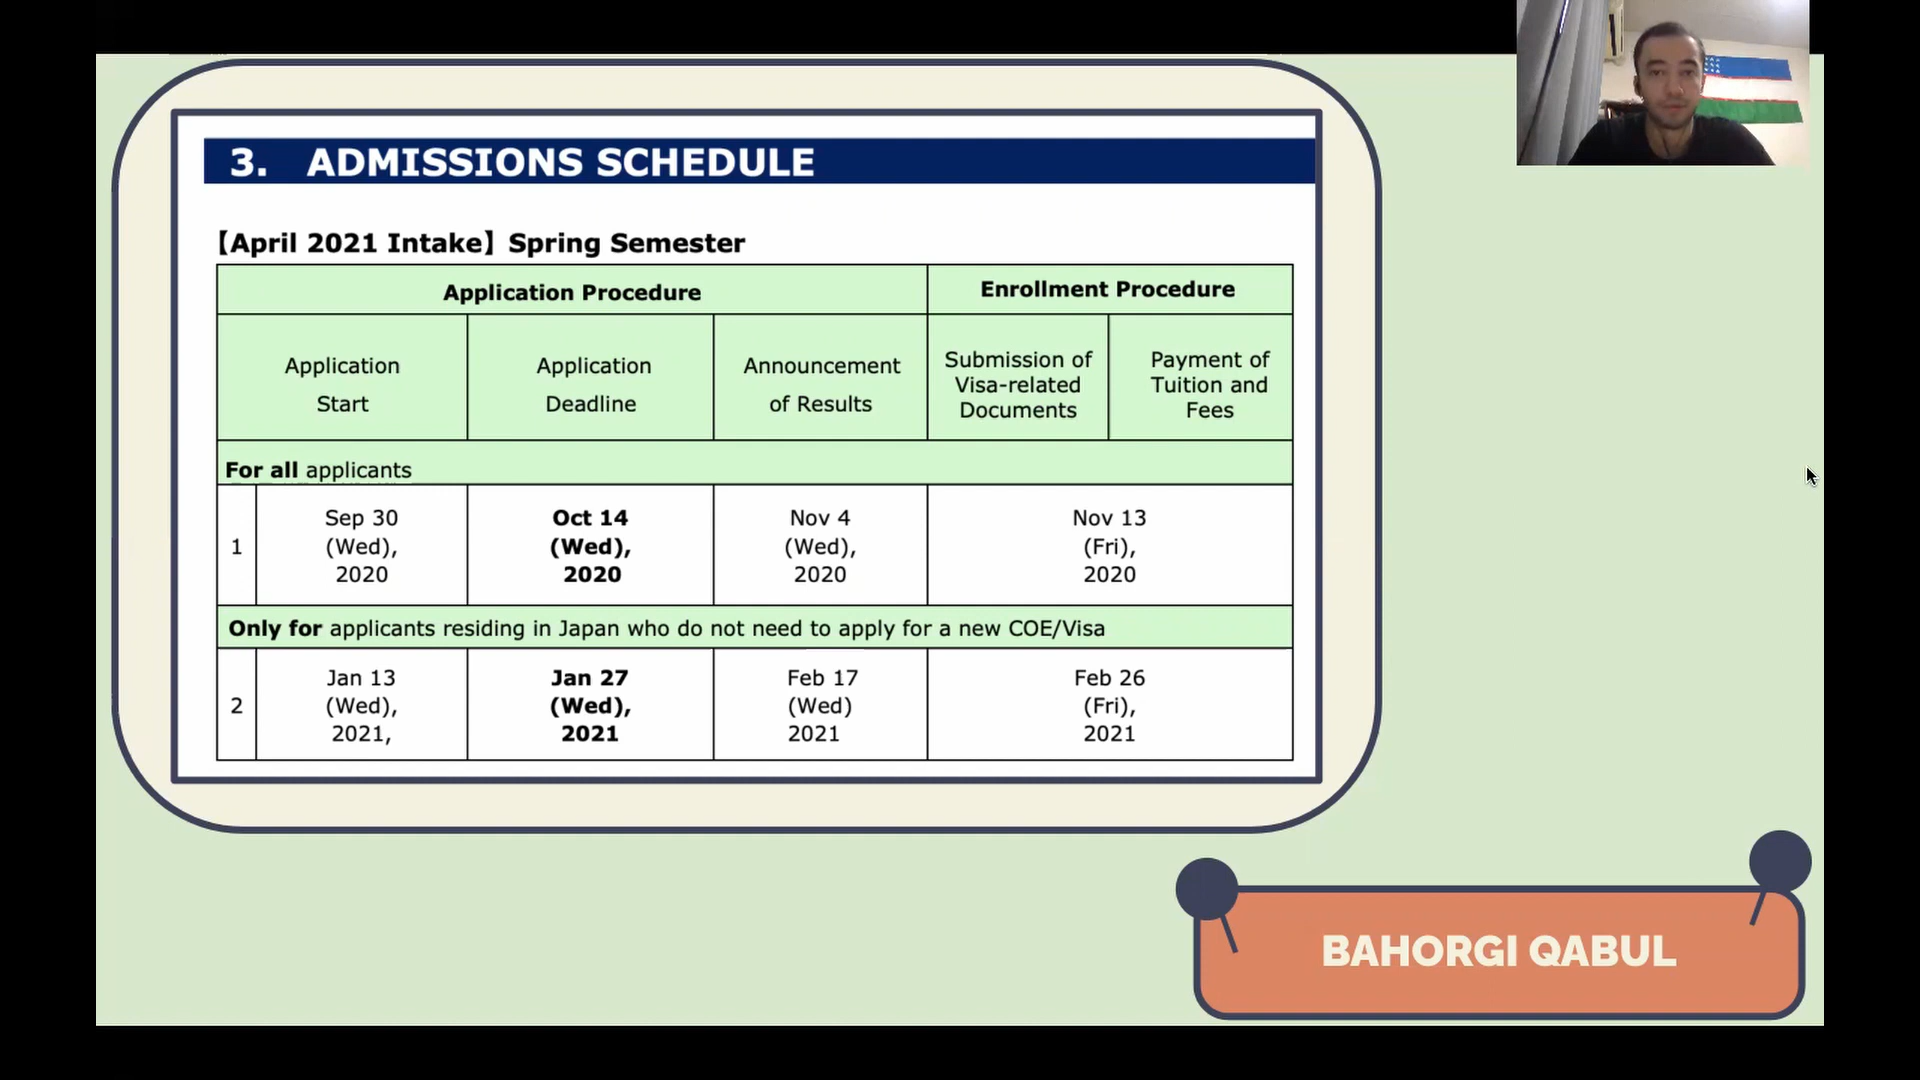 3. ADMISSIONS SCHEDULE
【April 2021 Intake】 Spring Semester
Application Procedure
Enrollment Procedure
Application
Start
Application
Deadline
Announcement
of Results
Submission of
Visa-related
Documents
Payment of
Tuition and
Fees
For all applicants
1
Sep 30
(Wed),
2020
Oct 14
(Wed),
2020
Nov 4
(Wed),
2020
Nov 13
(Fri),
2020
Only for applicants residing in Japan who do not need to apply for a new COE/Visa
2
Jan 13
(Wed),
2021,
Jan 27
(Wed),
2021
Feb 17
(Wed)
2021
Feb 26
(Fri),
2021
BAHORGI QABUL